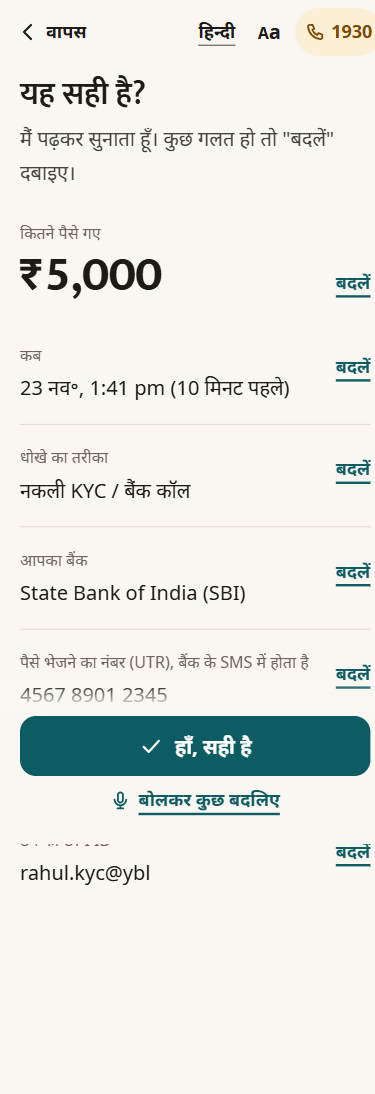 वापस
हिन्दी
Aa
1930
यह सही है?
मैं पढ़कर सुनाता हूँ। कुछ गलत हो तो "बदलें"
दबाइए।
कितने पैसे गए
₹5,000
बदलें
कब
23 नव॰, 1:41 pm (10 मिनट पहले)
बदलें
धोखे का तरीका
नकली KYC / बैंक कॉल
बदलें
आपका बैंक
State Bank of India (SBI)
बदलें
पैसे भेजने का नंबर (UTR), बैंक के SMS में होता है
4567 8901 2345
बदलें
हाँ, सही है
बोलकर कुछ बदलिए
बदलें
rahul.kyc@ybl